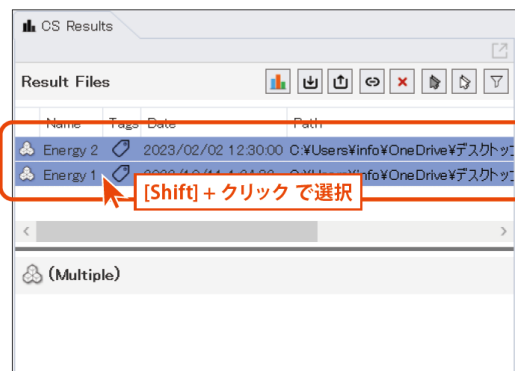 CS Results
Result Files
Name Tags Date Path
Energy 2 2023/02/02 12:30:00 C:¥Users¥info¥OneDrive¥デスクトップ
Energy 1
[Shift] + クリック で選択
(Multiple)